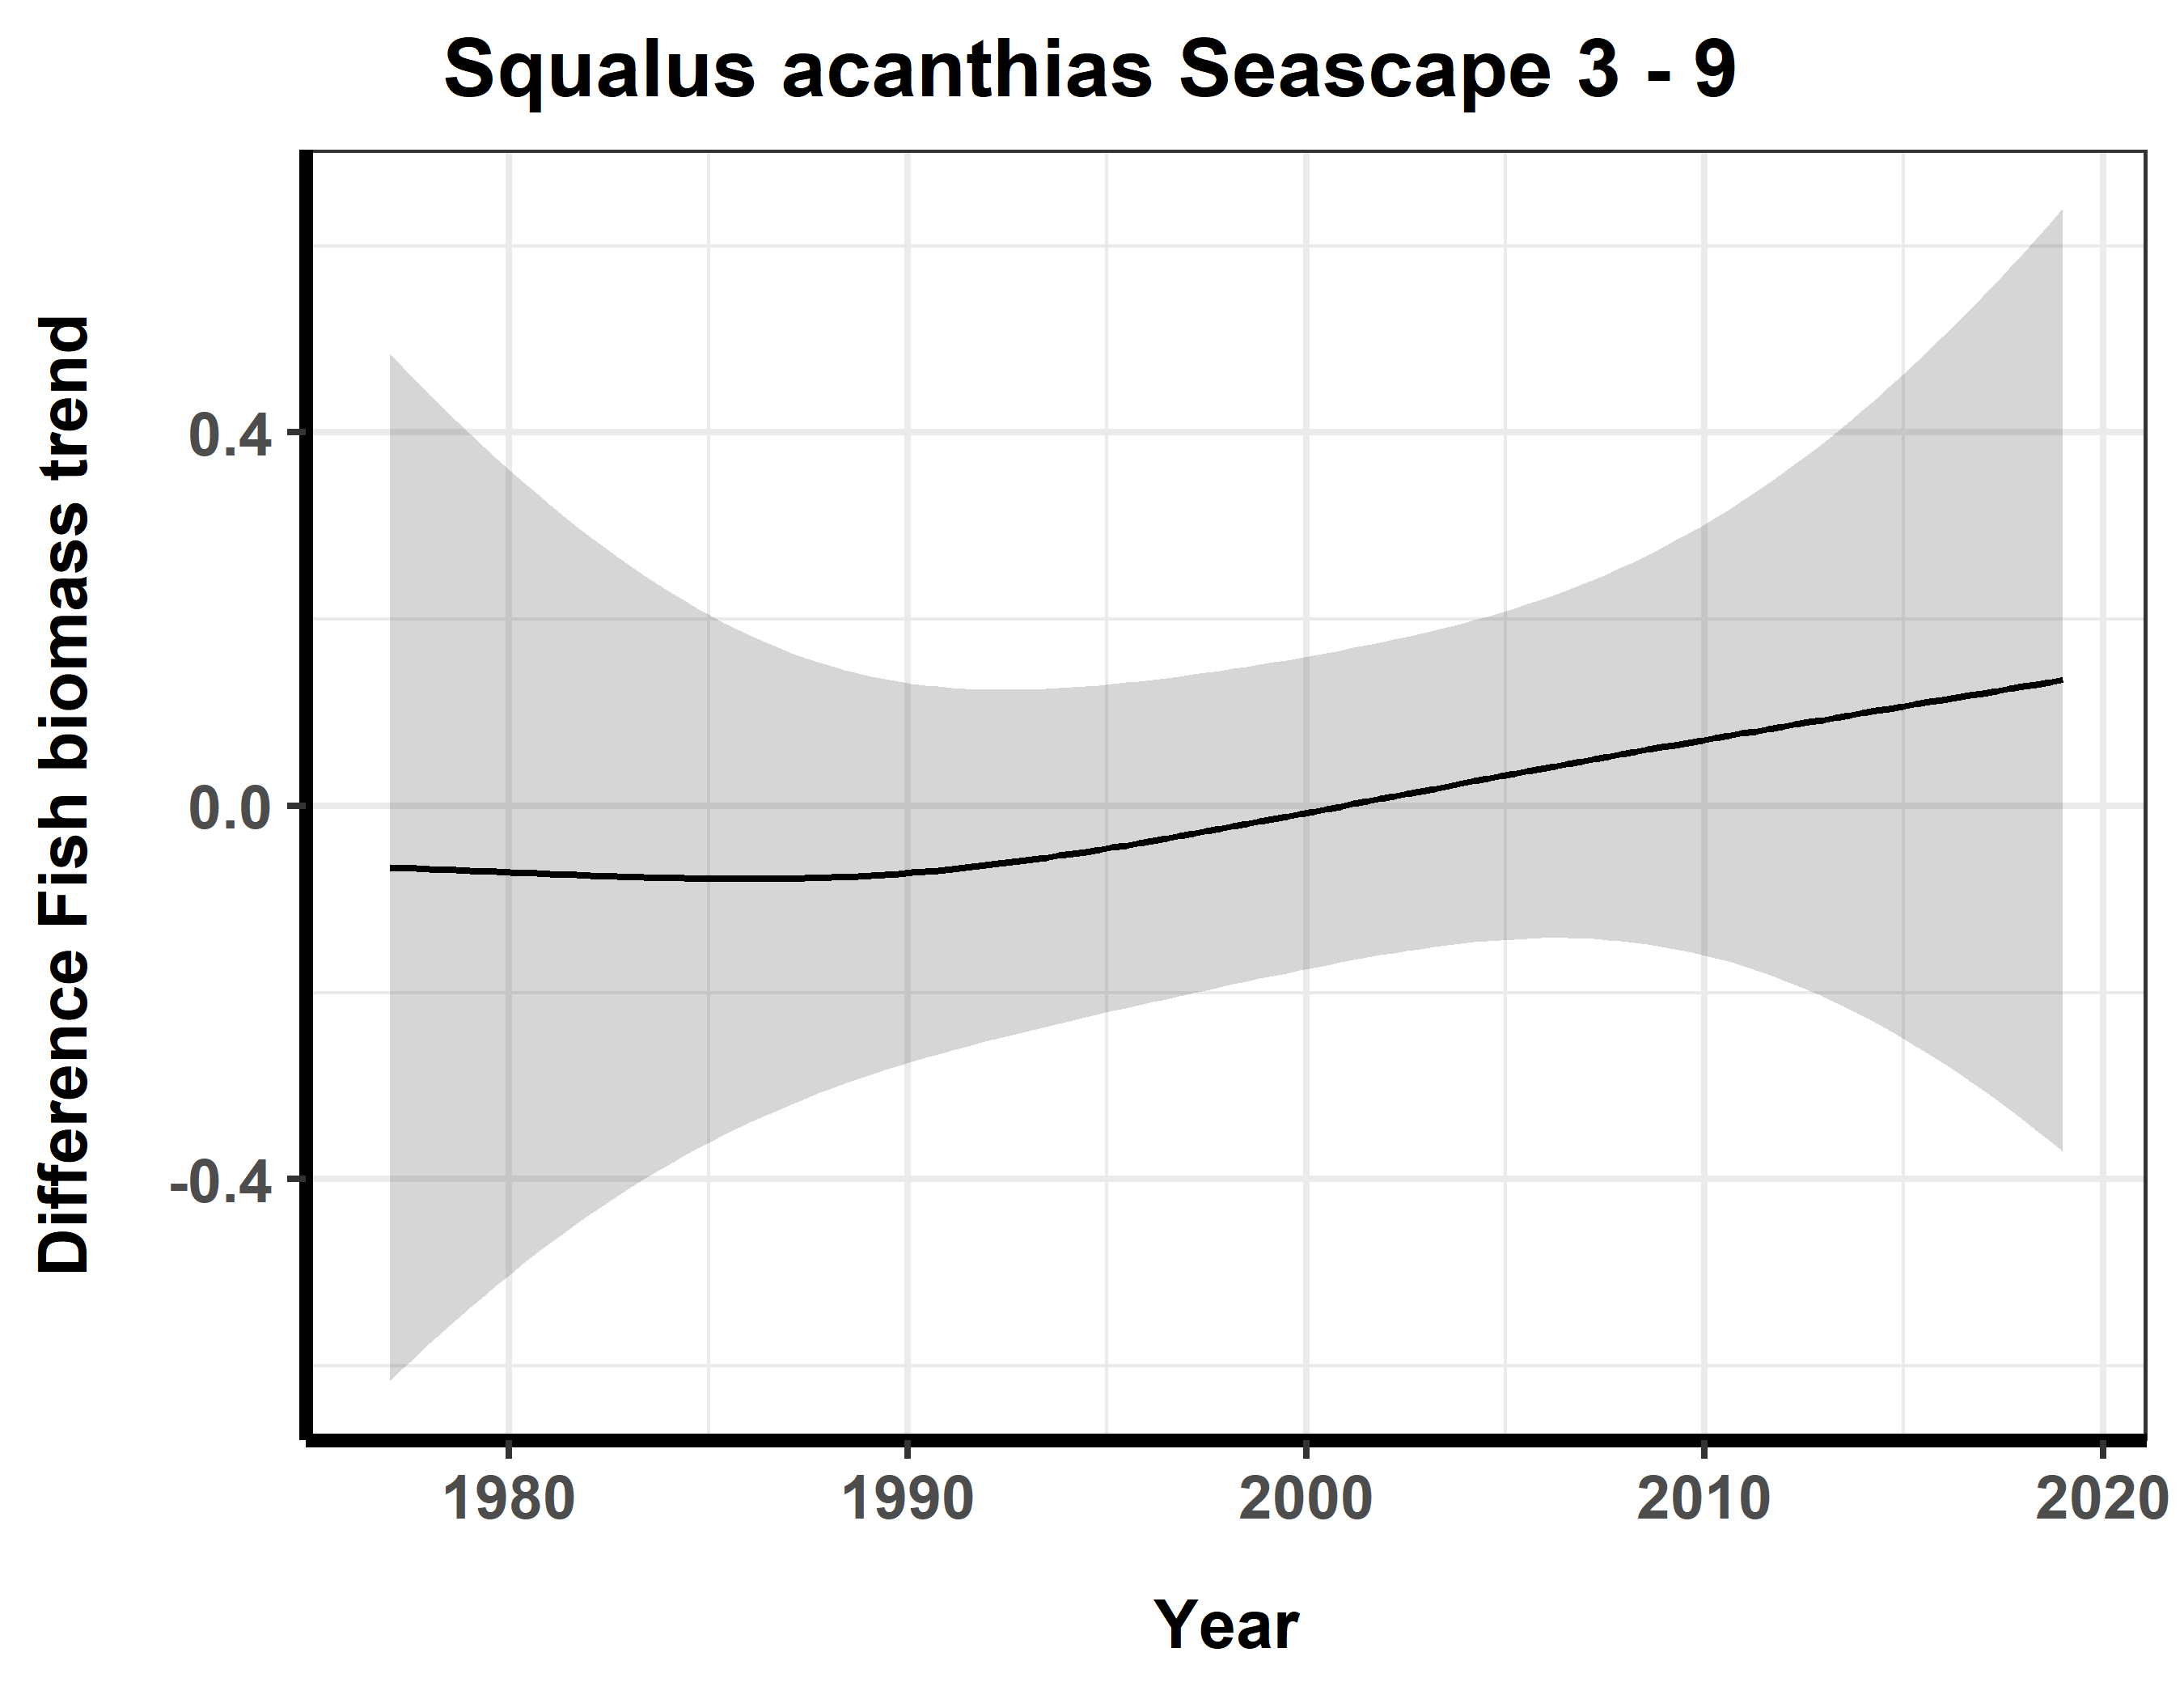 Squalus acanthias Seascape 3 - 9
Difference Fish biomass trend
0.4
0.0
-0.4
1980 1990 2000 2010 2020
Year